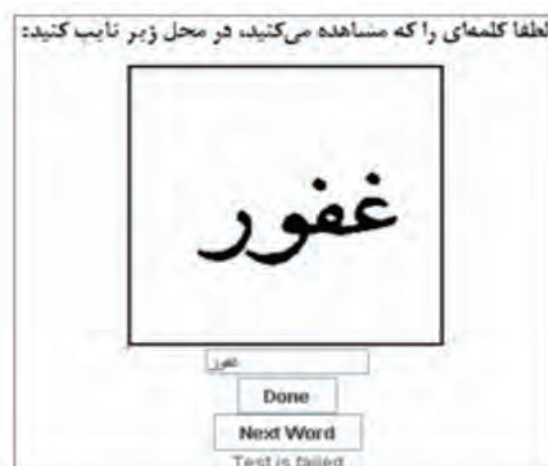 لطفا کلمه‌ای را که مشاهده می‌کنید، در محل زیر تایپ کنید:
غفور
غفور
Done
Next Word
Test is failed